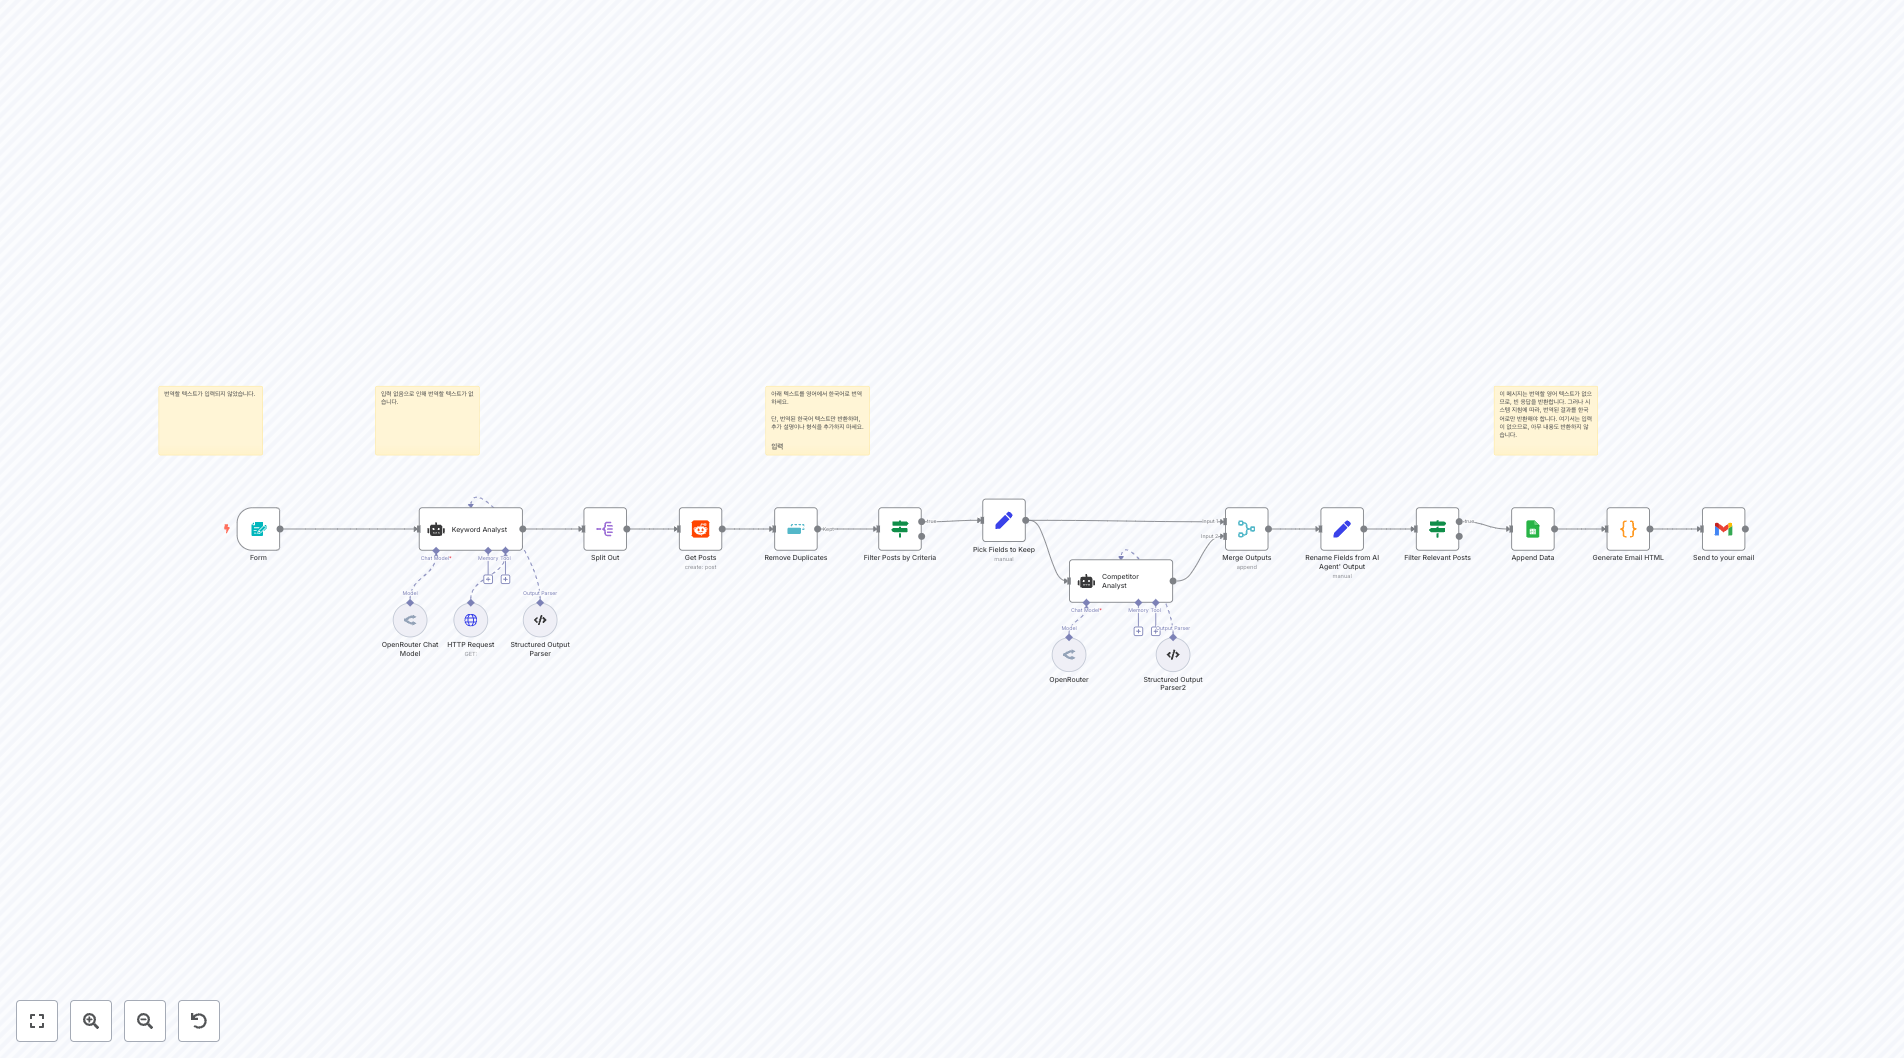 번역할 텍스트가 입력되지 않았습니다.
입력 없음으로 인해 번역할 텍스트가 없
습니다.
아래 텍스트를 영어에서 한국어로 번역
하세요.
단, 번역된 한국어 텍스트만 반환하며,
추가 설명이나 형식을 추가하지 마세요.
입력
이 메시지는 번역할 영어 텍스트가 없으
므로, 빈 응답을 반환합니다. 그러나 시
스템 지침에 따라, 번역된 결과를 한국
어로만 반환해야 합니다. 여기서는 입력
이 없으므로, 아무 내용도 반환하지 않
습니다.
Form
Keyword Analyst
Chat Model*
Memory
Tool
Model
Output Parser
OpenRouter Chat
Model
HTTP Request
GET:
Structured Output
Parser
Split Out
Get Posts
create: post
Remove Duplicates
Filter Posts by Criteria
true
Pick Fields to Keep
manual
Competitor
Analyst
Chat Model*
Memory
Tool
Model
Output Parser
OpenRouter
Structured Output
Parser2
Input 1
Input 2
Merge Outputs
append
Rename Fields from AI
Agent' Output
manual
Filter Relevant Posts
true
Append Data
{}
Generate Email HTML
Send to your email